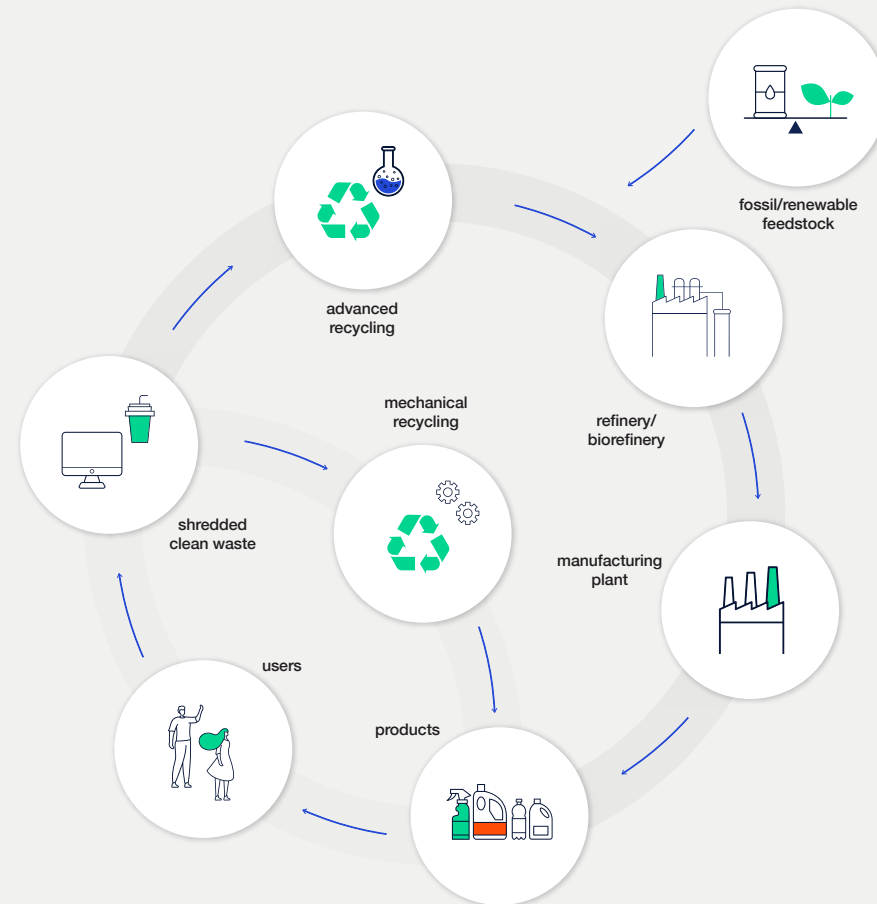 fossil/renewable
feedstock
advanced
recycling
mechanical
recycling
refinery/
biorefinery
shredded
clean waste
manufacturing
plant
users
products